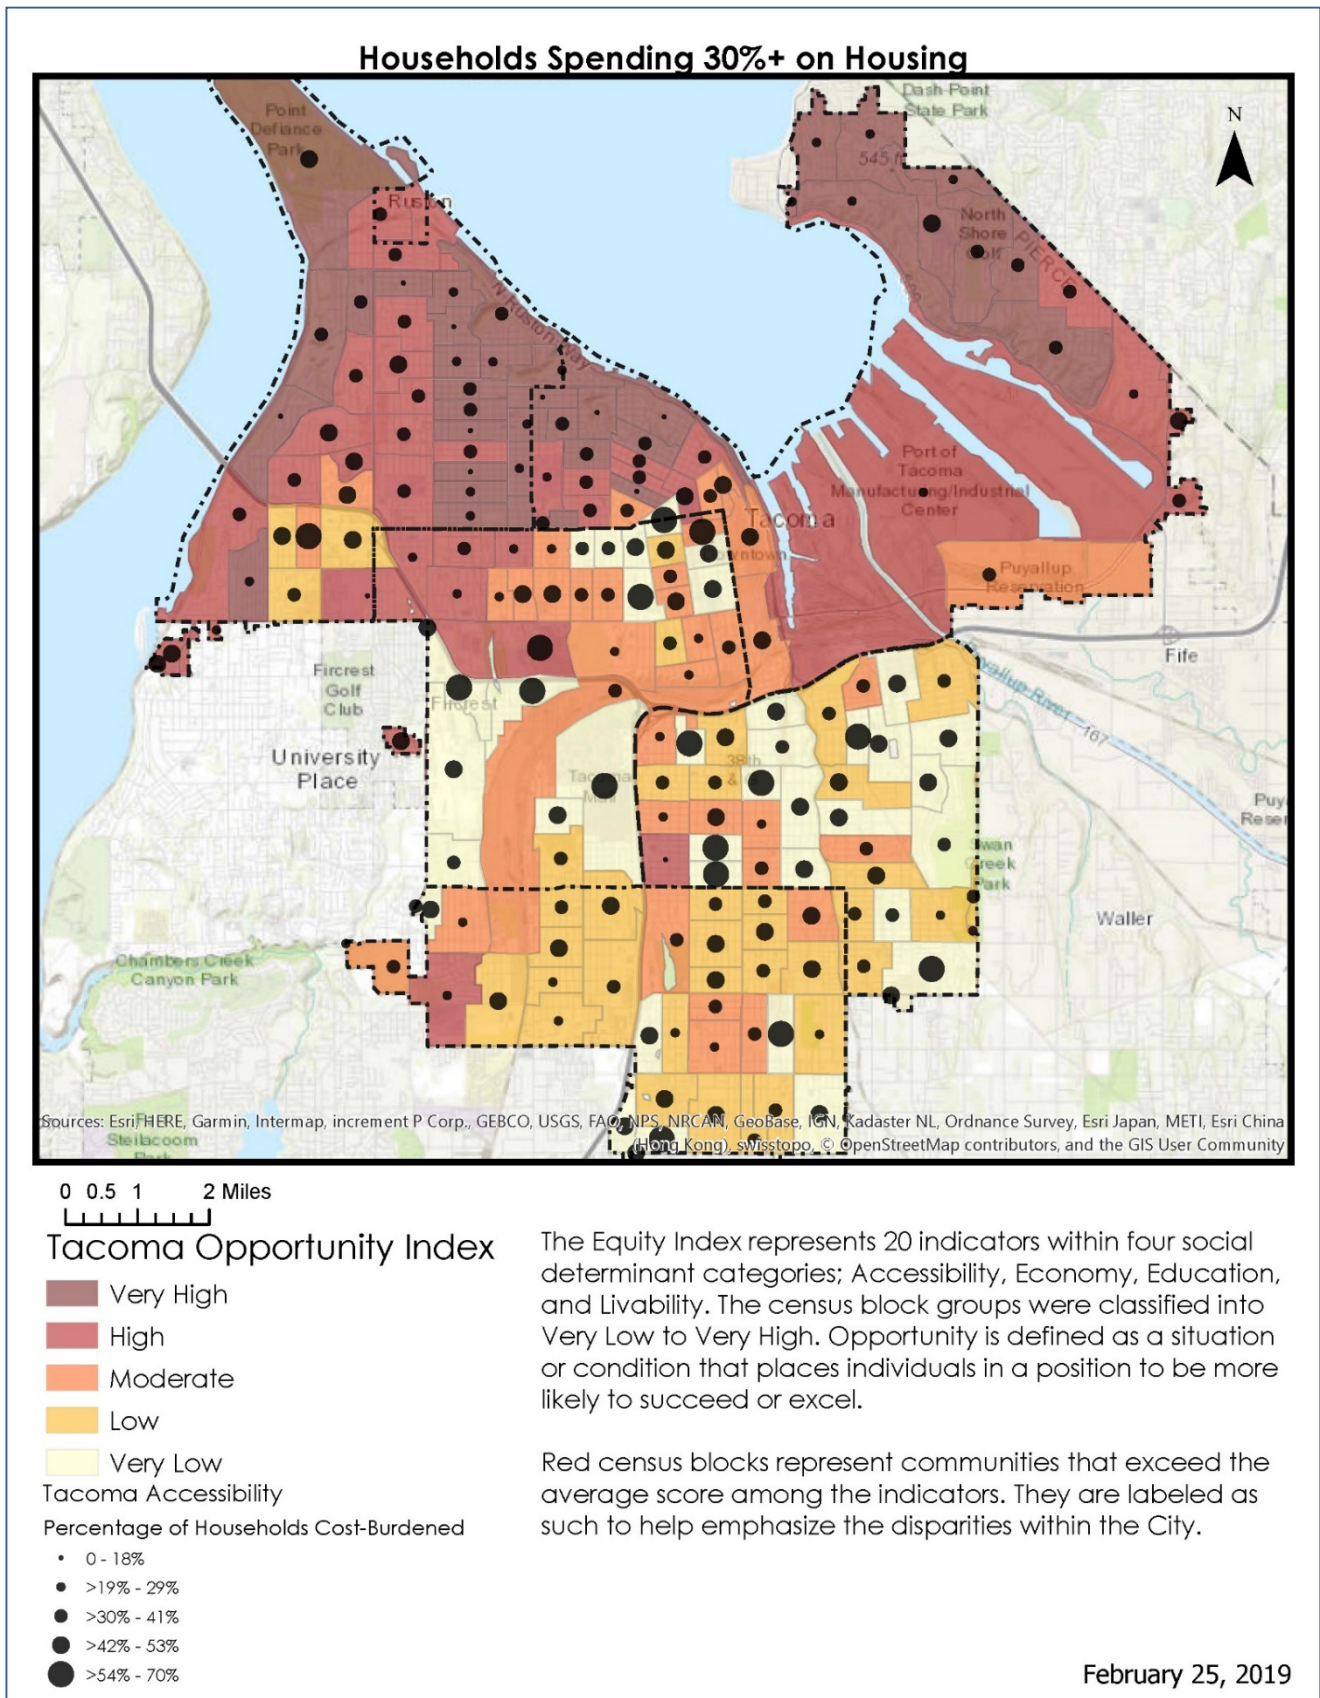 Households Spending 30%+ on Housing
Point
Defiance
Park
Dash Point
State Park
N
545 ft
Ruston
North
Shore
Golf
PIERCE
N Ruston Way
Port of
Tacoma
Manufacturing/Industrial
Center
Tacoma
Downtown
Puyallup
Reservation
Fife
Fircrest
Golf
Club
Fircrest
Puyallup River
167
University
Place
38th
Tacoma
Mall
Swan
Creek
Park
Waller
Chambers Creek
Canyon Park
Sources: Esri, HERE, Garmin, Intermap, increment P Corp., GEBCO, USGS, FAO, NPS, NRCAN, GeoBase, IGN, Kadaster NL, Ordnance Survey, Esri Japan, METI, Esri China
(Hong Kong), swisstopo, © OpenStreetMap contributors, and the GIS User Community
Steilacoom
Park
0 0.5 1 2 Miles
Tacoma Opportunity Index
Very High
High
Moderate
Low
Very Low
Tacoma Accessibility
Percentage of Households Cost-Burdened
0 - 18%
>19% - 29%
>30% - 41%
>42% - 53%
>54% - 70%
The Equity Index represents 20 indicators within four social
determinant categories; Accessibility, Economy, Education,
and Livability. The census block groups were classified into
Very Low to Very High. Opportunity is defined as a situation
or condition that places individuals in a position to be more
likely to succeed or excel.
Red census blocks represent communities that exceed the
average score among the indicators. They are labeled as
such to help emphasize the disparities within the City.
February 25, 2019